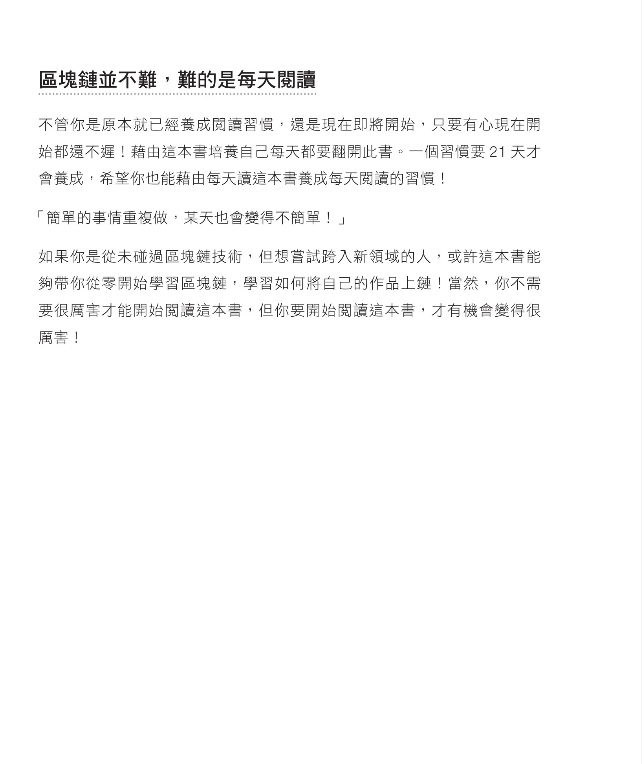 區塊鏈並不難，難的是每天閱讀
不管你是原本就已經養成閱讀習慣，還是現在即將開始，只要有心現在開
始都還不遲！藉由這本書培養自己每天都要翻開此書。一個習慣要 21 天才
會養成，希望你也能藉由每天讀這本書養成每天閱讀的習慣！
「簡單的事情重複做，某天也會變得不簡單！」
如果你是從未碰過區塊鏈技術，但想嘗試跨入新領域的人，或許這本書能
夠帶你從零開始學習區塊鏈，學習如何將自己的作品上鏈！當然，你不需
要很厲害才能開始閱讀這本書，但你要開始閱讀這本書，才有機會變得很
厲害！